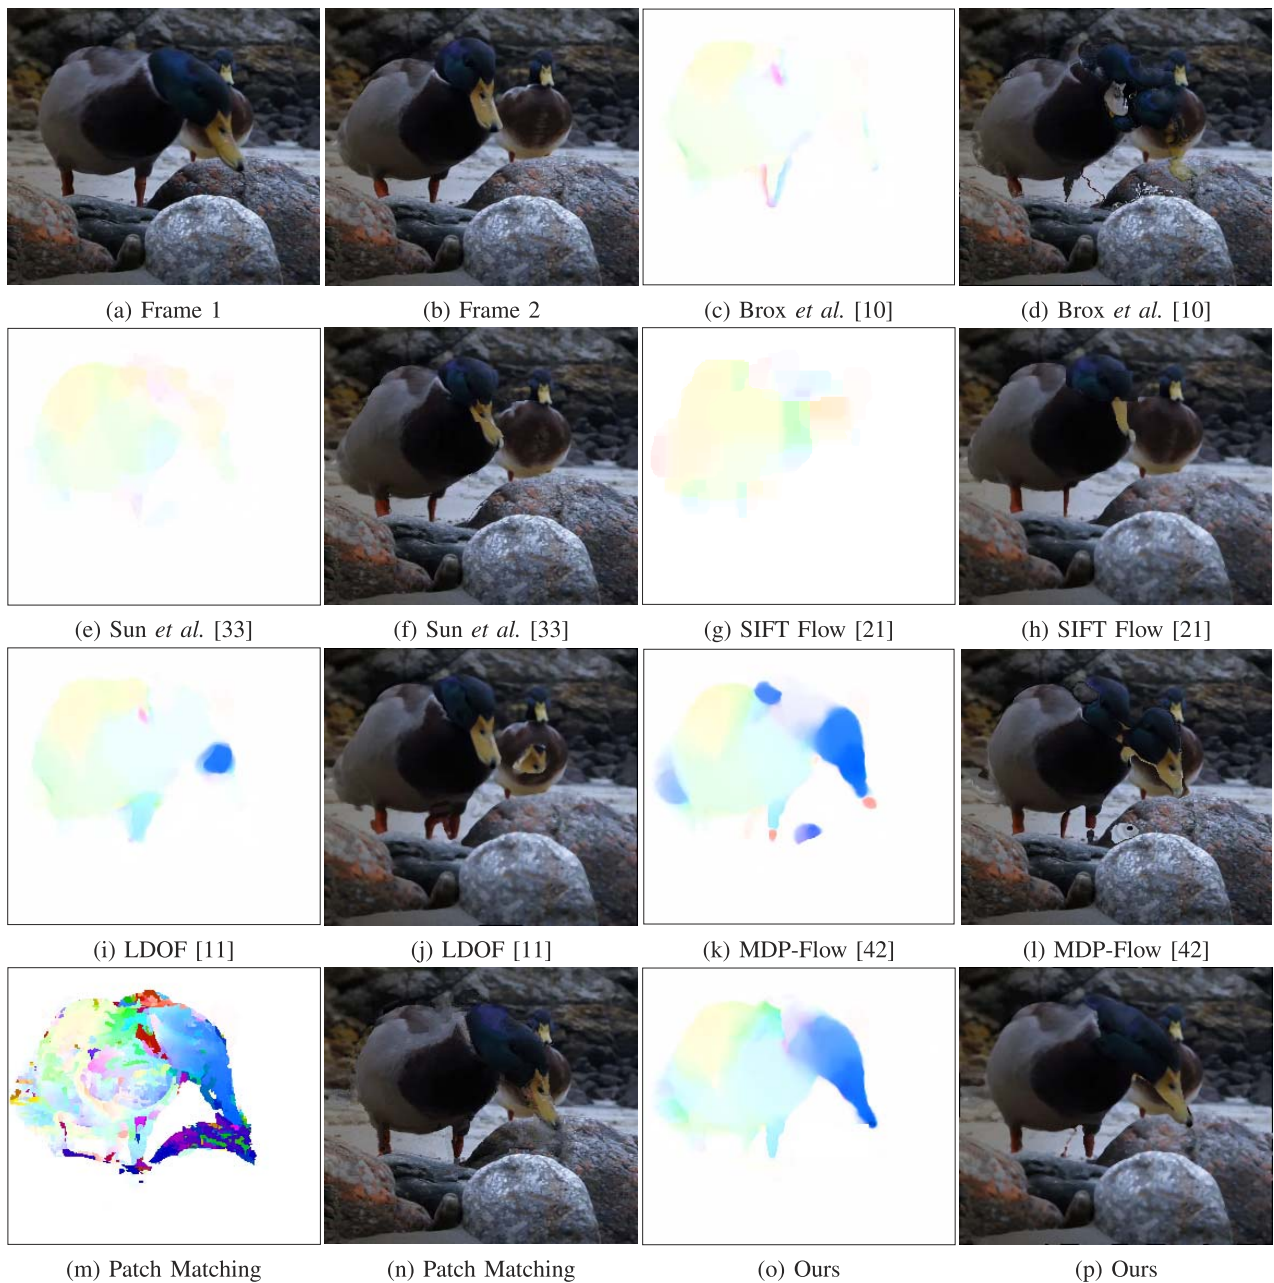 (a) Frame 1
(b) Frame 2
(c) Brox et al. [10]
(d) Brox et al. [10]
(e) Sun et al. [33]
(f) Sun et al. [33]
(g) SIFT Flow [21]
(h) SIFT Flow [21]
(i) LDOF [11]
(j) LDOF [11]
(k) MDP-Flow [42]
(l) MDP-Flow [42]
(m) Patch Matching
(n) Patch Matching
(o) Ours
(p) Ours